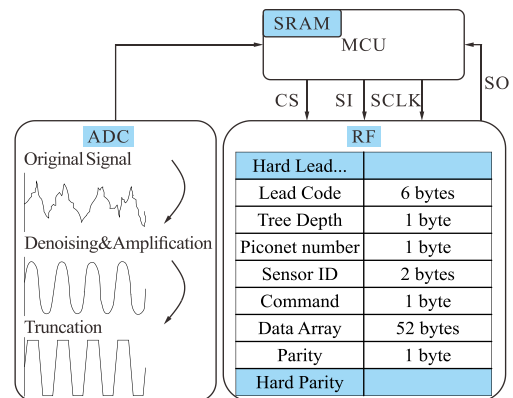 SRAM
MCU
CS SI SCLK SO
ADC
Original Signal
Denoising&Amplification
Truncation
RF
Hard Lead...
Lead Code 6 bytes
Tree Depth 1 byte
Piconet number 1 byte
Sensor ID 2 bytes
Command 1 byte
Data Array 52 bytes
Parity 1 byte
Hard Parity